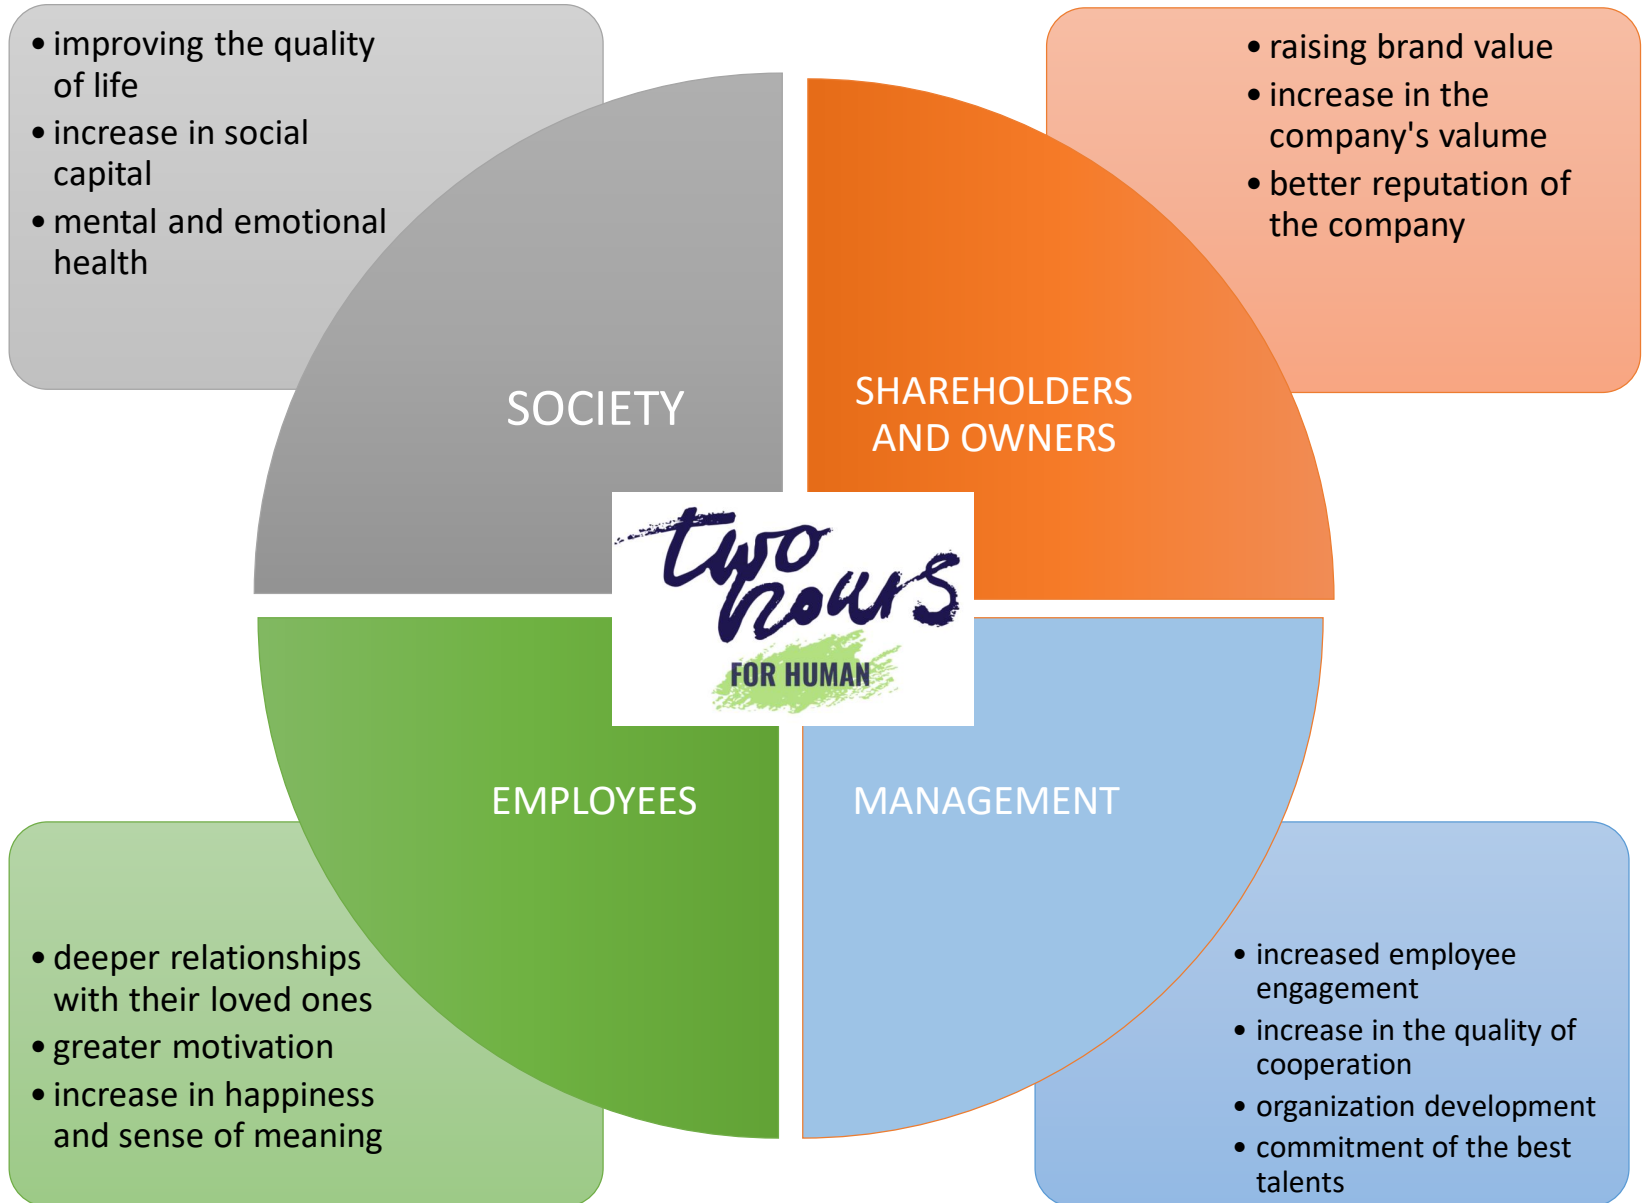 • improving the quality
of life
• increase in social
capital
• mental and emotional
health
• raising brand value
• increase in the
company's valume
• better reputation of
the company
SOCIETY
SHAREHOLDERS
AND OWNERS
two
hours
FOR HUMAN
EMPLOYEES
MANAGEMENT
• deeper relationships
with their loved ones
• greater motivation
• increase in happiness
and sense of meaning
• increased employee
engagement
• increase in the quality of
cooperation
• organization development
• commitment of the best
talents